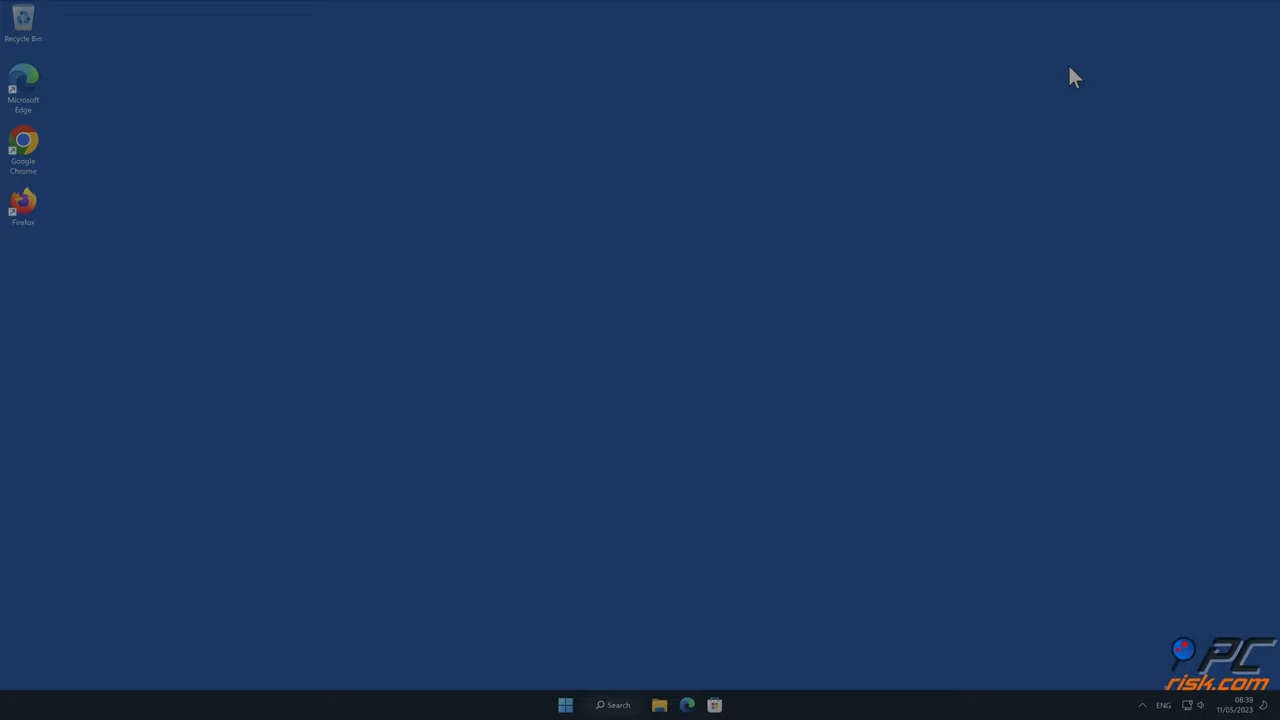 Recycle Bin
Microsoft
Edge
Google
Chrome
Firefox
PC
risk.com
Search
ENG
08:39
11/05/2023